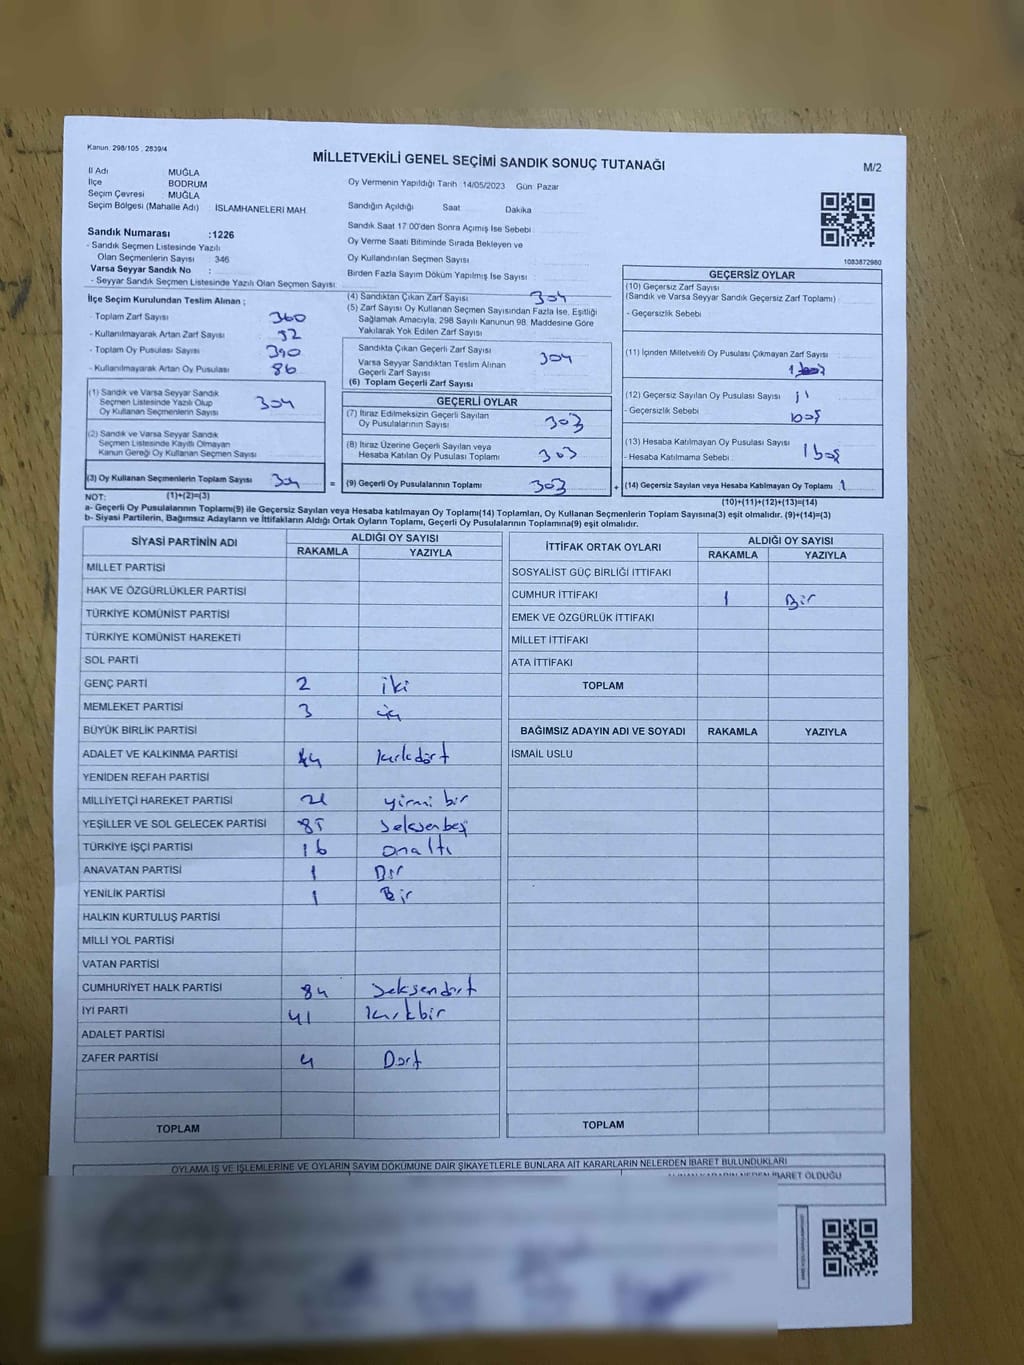 Kanun: 298/105 , 2839/4
MİLLETVEKİLİ GENEL SEÇİMİ SANDIK SONUÇ TUTANAĞI
M/2
İl Adı MUĞLA
İlçe BODRUM
Seçim Çevresi MUĞLA
Seçim Bölgesi (Mahalle Adı) : İSLAMHANELERİ MAH
Oy Vermenin Yapıldığı Tarih 14/05/2023 Gün Pazar
Sandığın Açıldığı Saat Dakika
Sandık Saat 17 00'den Sonra Açımış İse Sebebi
Oy Verme Saati Bitiminde Sırada Bekleyen ve
Oy Kullandırılan Seçmen Sayısı
Birden Fazla Sayım Döküm Yapılmış İse Sayısı
1083872980
Sandık Numarası :1226
- Sandık Seçmen Listesinde Yazılı
Olan Seçmenlerin Sayısı 346
Varsa Seyyar Sandık No :
- Seyyar Sandık Seçmen Listesinde Yazılı Olan Seçmen Sayısı
İlçe Seçim Kurulundan Teslim Alınan ;
- Toplam Zarf Sayısı 360
- Kullanılmayarak Artan Zarf Sayısı
- Toplam Oy Pusulası Sayısı 390
- Kullanılmayarak Artan Oy Pusulası 86
(1) Sandık ve Varsa Seyyar Sandık
Seçmen Listesinde Yazılı Olup
Oy Kullanan Seçmenlerin Sayısı 304
(2) Sandık ve Varsa Seyyar Sandık
Seçmen Listesinde Kayıtlı Olmayan
Kanun Gereği Oy Kullanan Seçmen Sayısı
(3) Oy Kullanan Seçmenlerin Toplam Sayısı 304 =
(1)+(2)=(3)
(4) Sandıktan Çıkan Zarf Sayısı 304
(5) Zarf Sayısı Oy Kullanan Seçmen Sayısından Fazla İse, Eşitliği
Sağlamak Amacıyla, 298 Sayılı Kanunun 98. Maddesine Göre
Yakılarak Yok Edilen Zarf Sayısı
Sandıkta Çıkan Geçerli Zarf Sayısı 304
Varsa Seyyar Sandıktan Teslim Alınan
Geçerli Zarf Sayısı
(6) Toplam Geçerli Zarf Sayısı
GEÇERLİ OYLAR
(7) İtiraz Edilmeksizin Geçerli Sayılan
Oy Pusulalarının Sayısı 303
(8) İtiraz Üzerine Geçerli Sayılan veya
Hesaba Katılan Oy Pusulası Toplamı 303
(9) Geçerli Oy Pusulalarının Toplamı 303 +
GEÇERSİZ OYLAR
(10) Geçersiz Zarf Sayısı
(Sandık ve Varsa Seyyar Sandık Geçersiz Zarf Toplamı)
- Geçersizlik Sebebi
(11) İçinden Milletvekili Oy Pusulası Çıkmayan Zarf Sayısı
1
(12) Geçersiz Sayılan Oy Pusulası Sayısı 1
- Geçersizlik Sebebi boş
(13) Hesaba Katılmayan Oy Pusulası Sayısı
- Hesaba Katılmama Sebebi 1 boş
(14) Geçersiz Sayılan veya Hesaba Katılmayan Oy Toplamı 1
(10)+(11)+(12)+(13)=(14)
NOT:
a- Geçerli Oy Pusulalarının Toplamı(9) ile Geçersiz Sayılan veya Hesaba katılmayan Oy Toplamı(14) Toplamları, Oy Kullanan Seçmenlerin Toplam Sayısına(3) eşit olmalıdır. (9)+(14)=(3)
b- Siyasi Partilerin, Bağımsız Adayların ve İttifakların Aldığı Ortak Oyların Toplamı, Geçerli Oy Pusulalarının Toplamına(9) eşit olmalıdır.
SİYASİ PARTİNİN ADI ALDIĞI OY SAYISI
RAKAMLA YAZIYLA
MİLLET PARTİSİ
HAK VE ÖZGÜRLÜKLER PARTİSİ
TÜRKİYE KOMÜNİST PARTİSİ
TÜRKİYE KOMÜNİST HAREKETİ
SOL PARTİ
GENÇ PARTİ 2 iki
MEMLEKET PARTİSİ 3 üç
BÜYÜK BİRLİK PARTİSİ
ADALET VE KALKINMA PARTİSİ 44 kırkdört
YENİDEN REFAH PARTİSİ
MİLLİYETÇİ HAREKET PARTİSİ 21 yirmi bir
YEŞİLLER VE SOL GELECEK PARTİSİ 85 seksenbeş
TÜRKİYE İŞÇİ PARTİSİ 16 onaltı
ANAVATAN PARTİSİ 1 Bir
YENİLİK PARTİSİ 1 Bir
HALKIN KURTULUŞ PARTİSİ
MİLLİ YOL PARTİSİ
VATAN PARTİSİ
CUMHURİYET HALK PARTİSİ 84 seksendört
İYİ PARTİ 41 kırkbir
ADALET PARTİSİ
ZAFER PARTİSİ 4 Dört
TOPLAM
İTTİFAK ORTAK OYLARI ALDIĞI OY SAYISI
RAKAMLA YAZIYLA
SOSYALİST GÜÇ BİRLİĞİ İTTİFAKI
CUMHUR İTTİFAKI 1 Bir
EMEK VE ÖZGÜRLÜK İTTİFAKI
MİLLET İTTİFAKI
ATA İTTİFAKI
TOPLAM
BAĞIMSIZ ADAYIN ADI VE SOYADI RAKAMLA YAZIYLA
İSMAİL USLU
TOPLAM
OYLAMA İŞ VE İŞLEMLERİNE VE OYLARIN SAYIM DÖKÜMÜNE DAİR ŞİKAYETLERLE BUNLARA AİT KARARLARIN NELERDEN İBARET BULUNDUKLARI
İBARET OLDUĞU